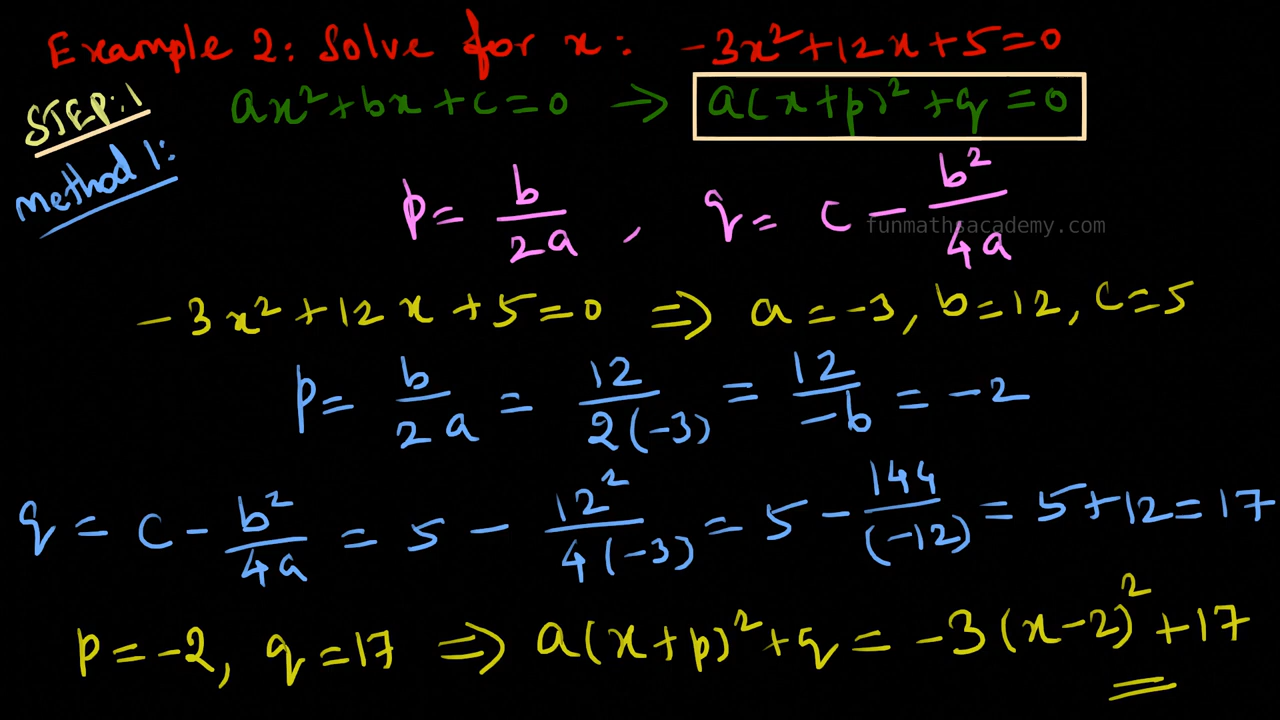 Example 2: Solve for x: -3x²+12x+5=0
STEP:1
ax²+bx+c=0 → a(x+p)²+q=0
Method 1:
p= b/2a , q= c - b²/4a
funmathsacademy.com
-3x²+12x+5=0 ⇒ a=-3, b=12, c=5
p= b/2a = 12/2(-3) = 12/-6 = -2
q = c - b²/4a = 5 - 12²/4(-3) = 5 - 144/(-12) = 5+12=17
p=-2, q=17 ⇒ a(x+p)²+q= -3(x-2)²+17